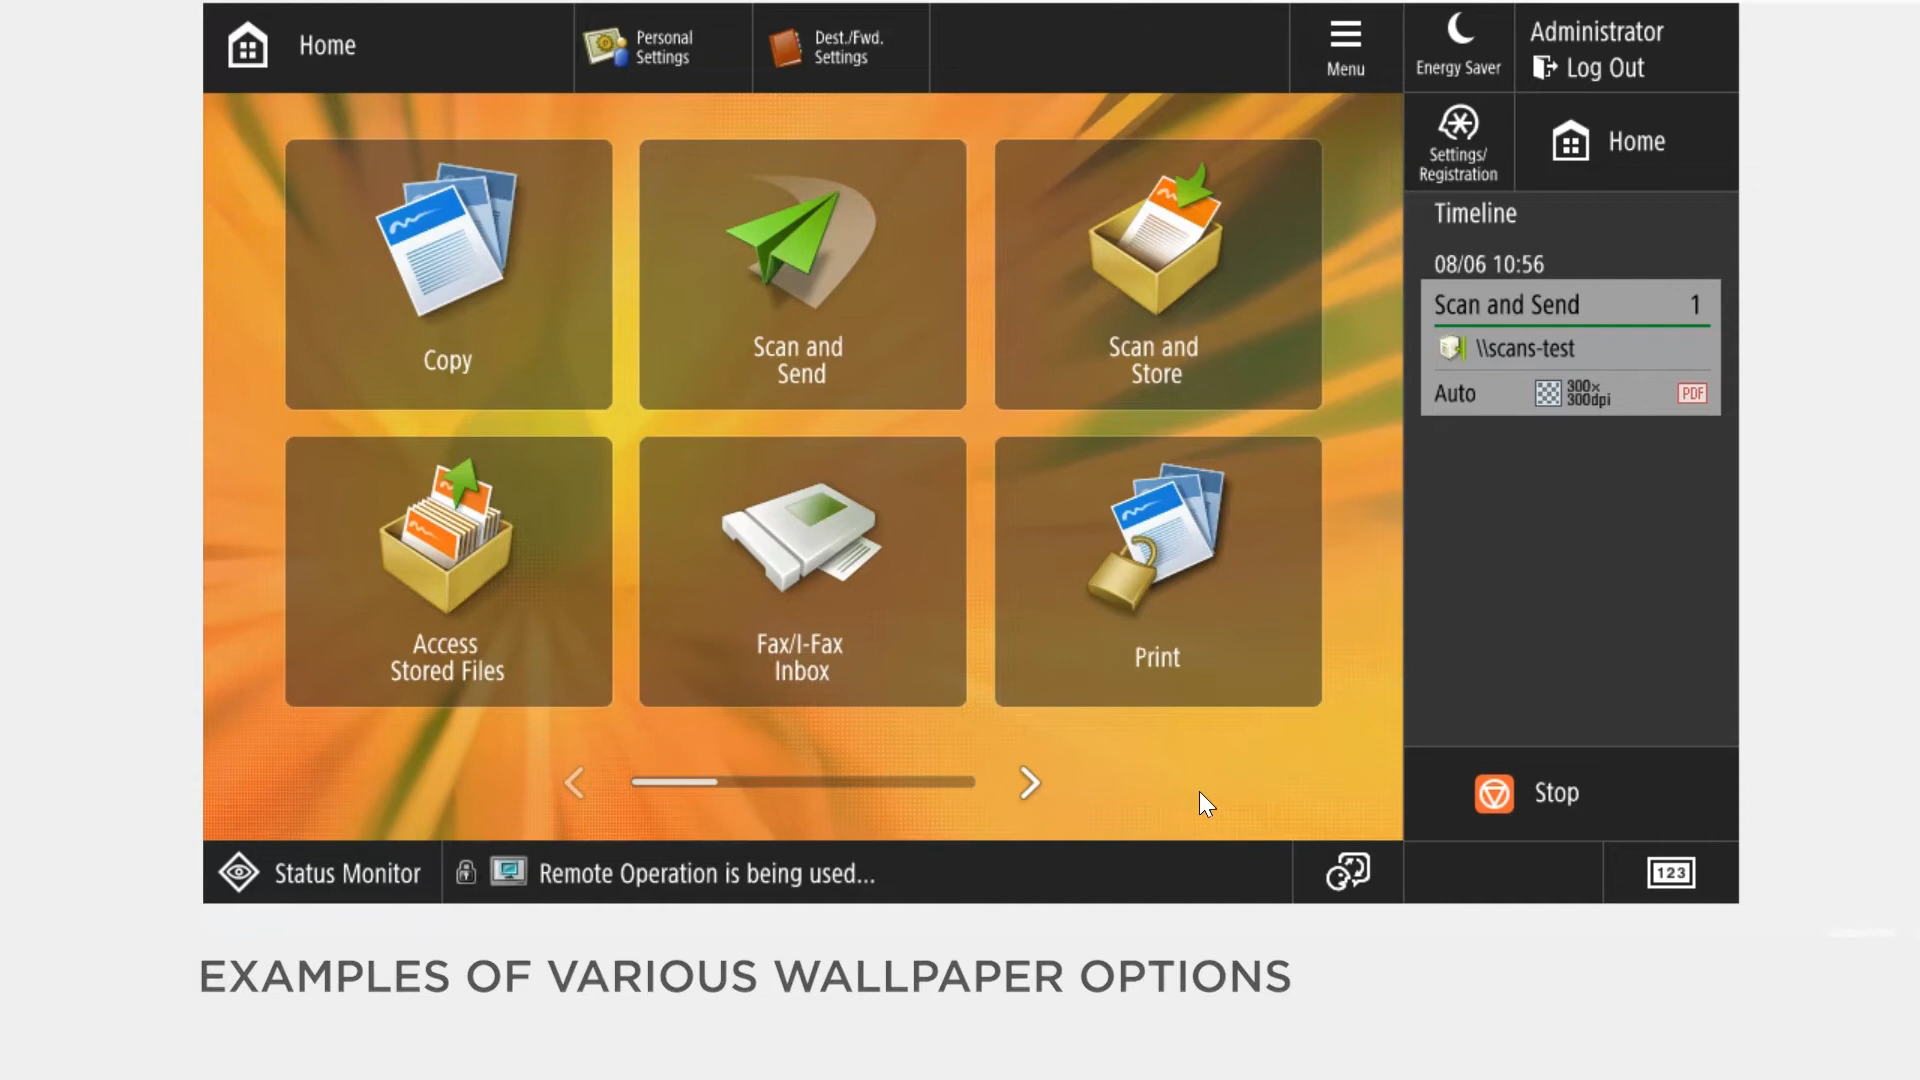 Home
Personal
Settings
Dest./Fwd.
Settings
Menu
Energy Saver
Administrator
Log Out
Settings/
Registration
Home
Timeline
08/06 10:56
Scan and Send 1
\\scans-test
Auto 300x
300dpi PDF
Copy
Scan and
Send
Scan and
Store
Access
Stored Files
Fax/I-Fax
Inbox
Print
Stop
Status Monitor
Remote Operation is being used...
123
EXAMPLES OF VARIOUS WALLPAPER OPTIONS